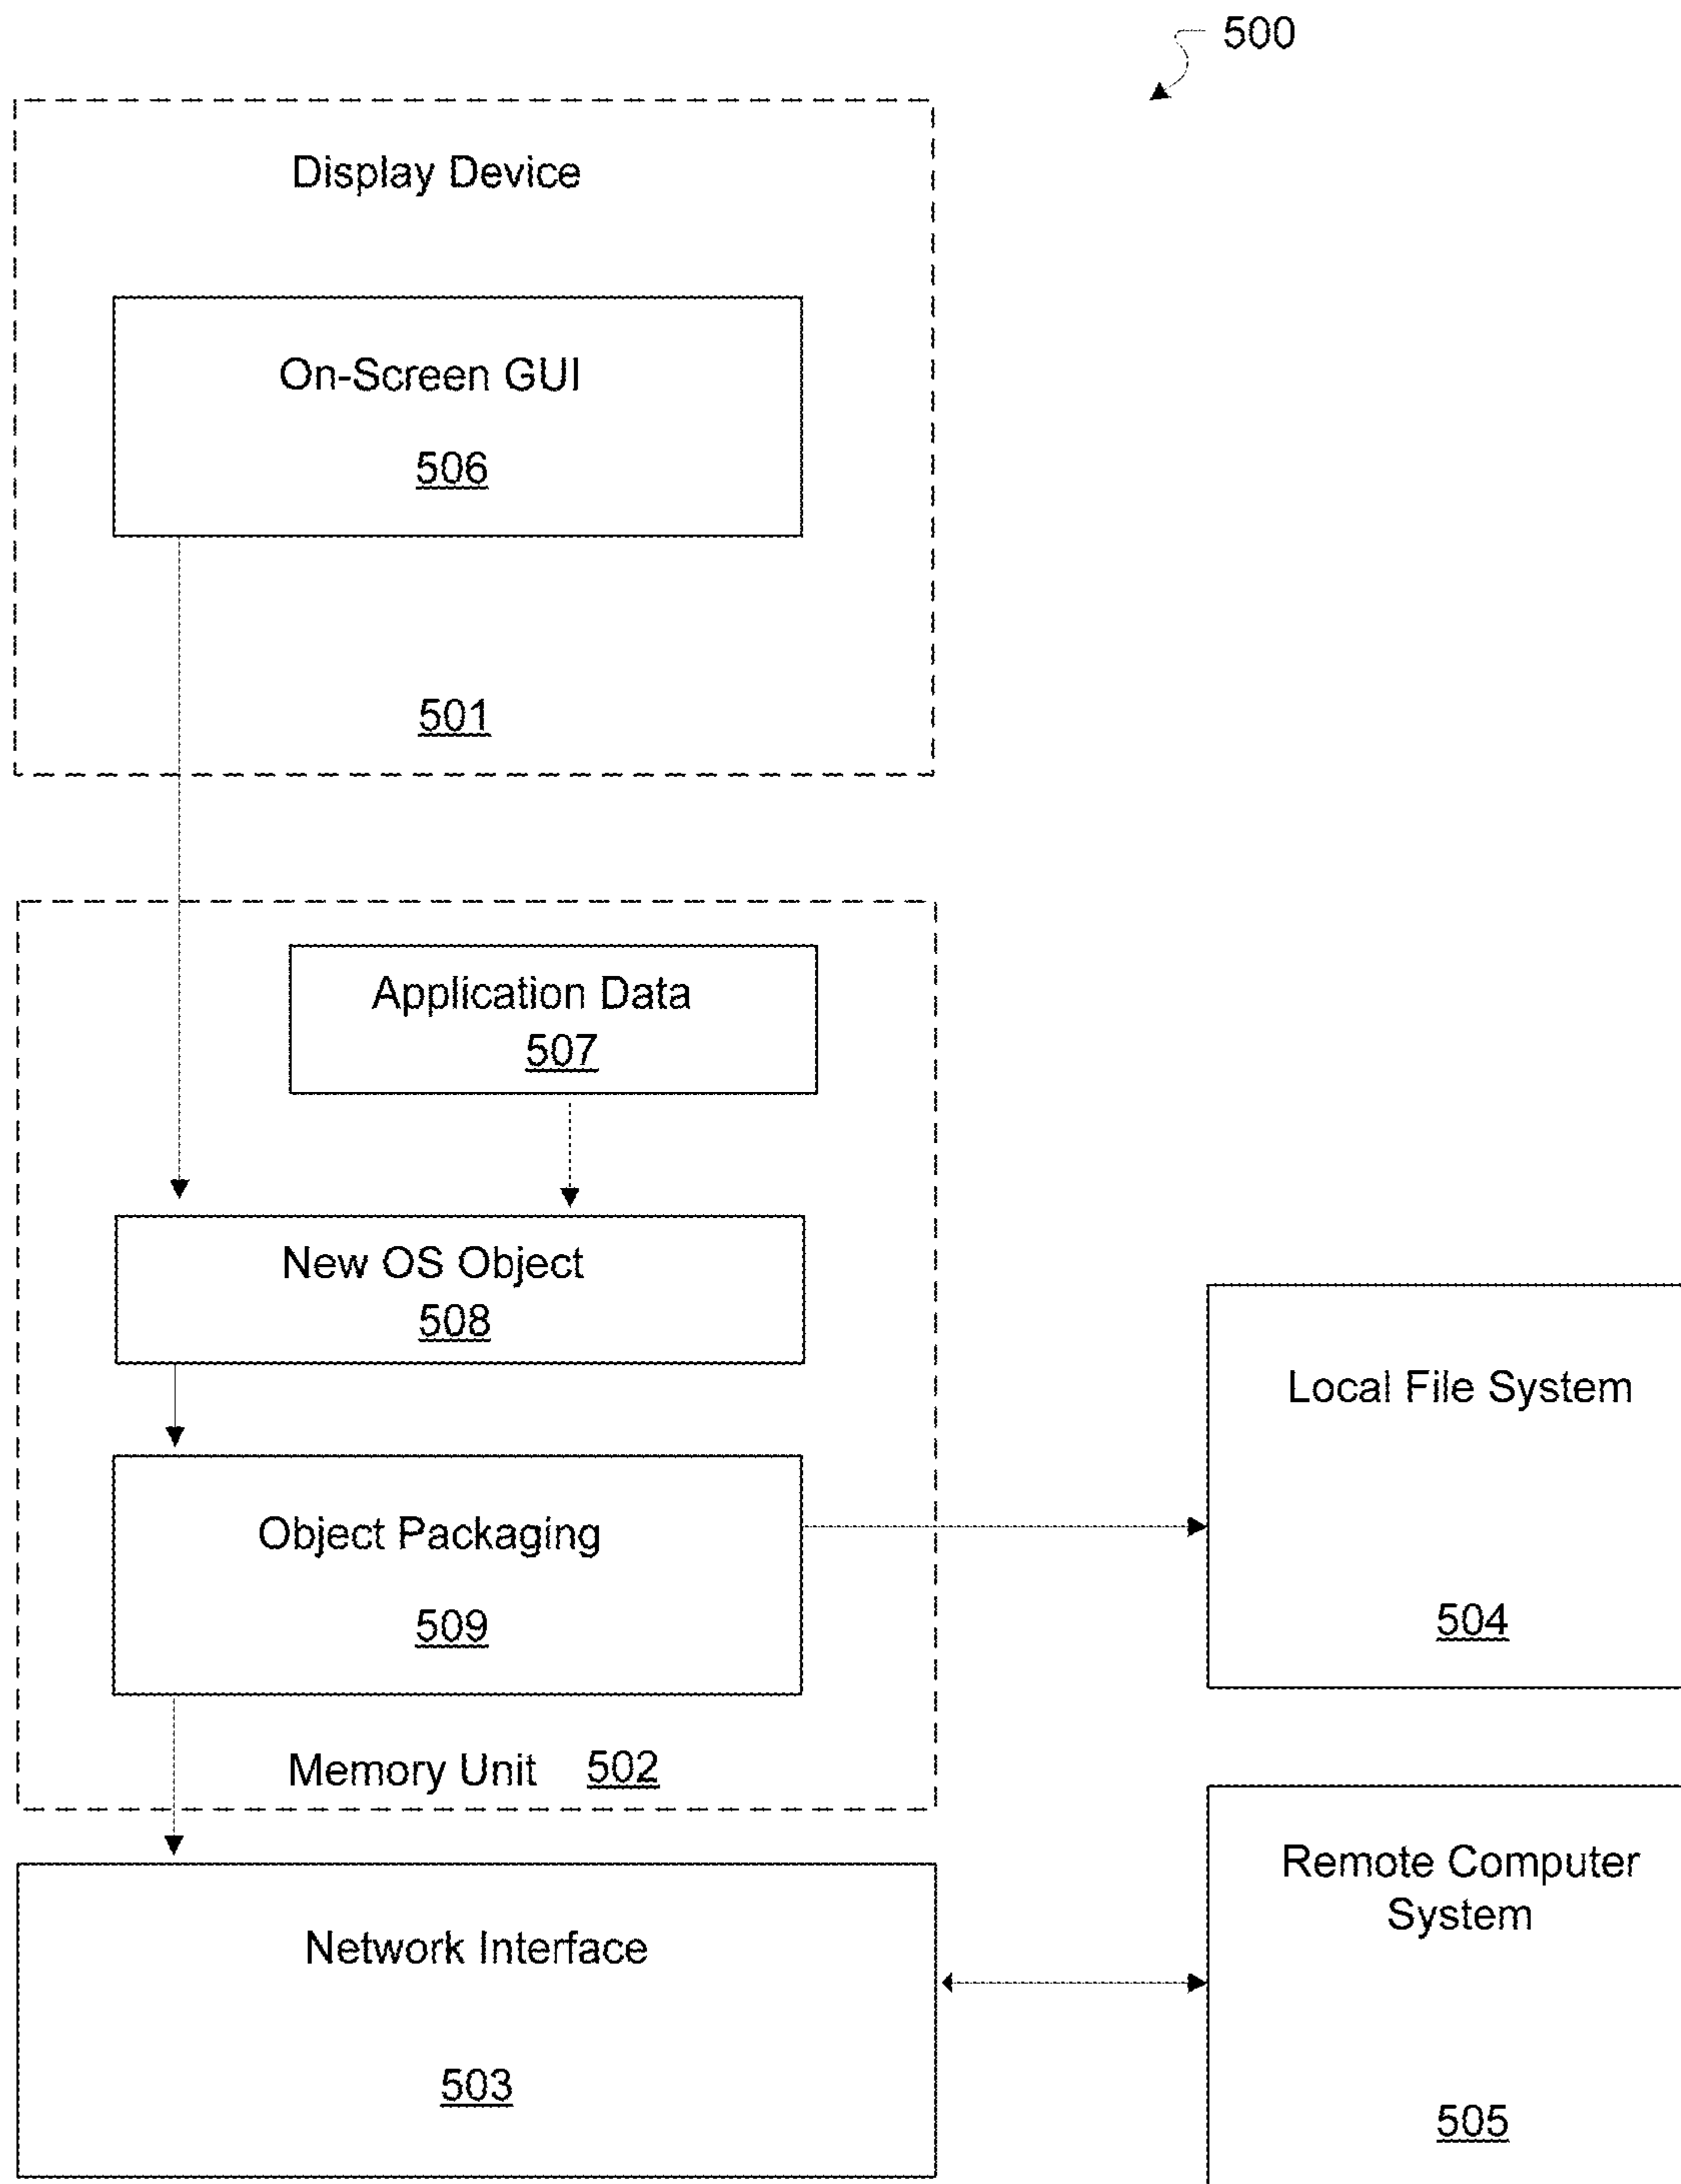 500
Display Device
On-Screen GUI
506
501
Application Data
507
New OS Object
508
Object Packaging
509
Memory Unit 502
Local File System
504
Network Interface
503
Remote Computer
System
505